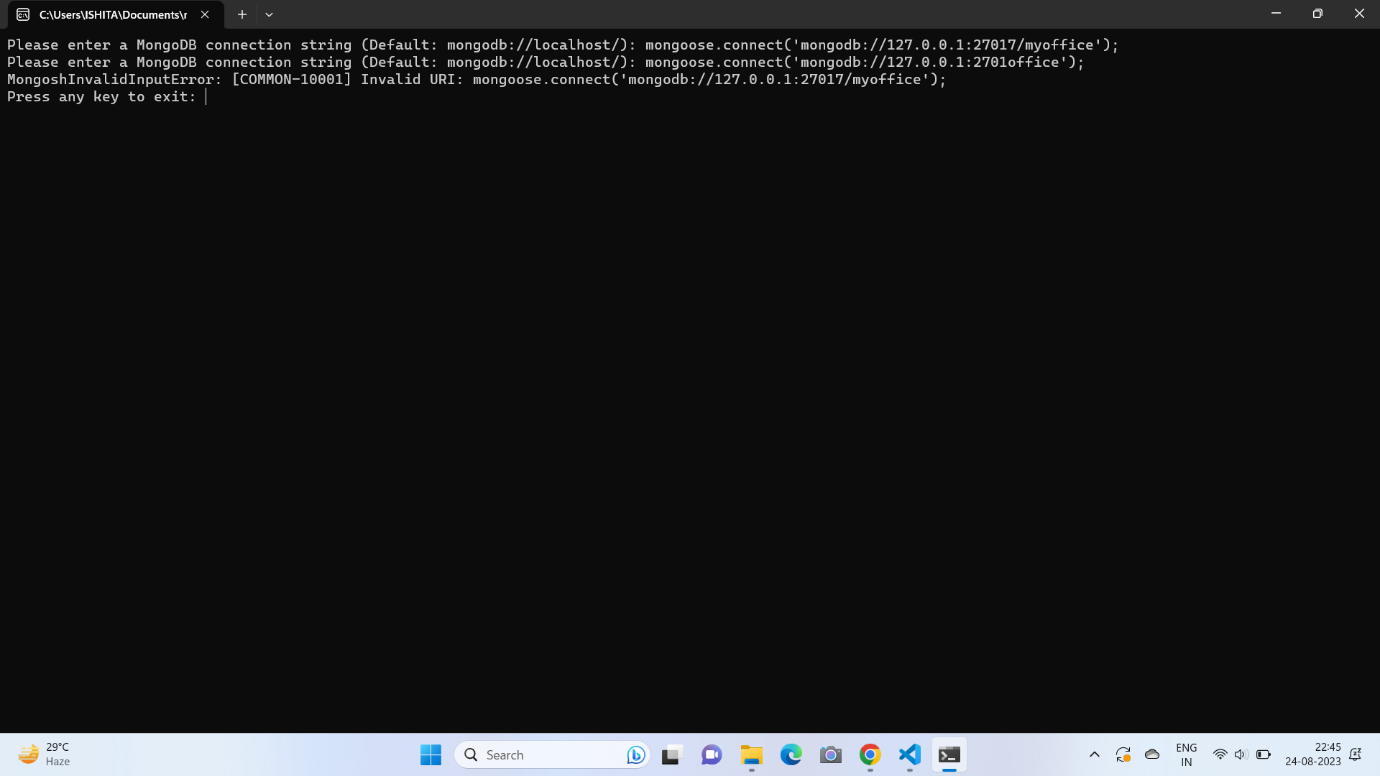 C:\Users\ISHITA\Documents\r
Please enter a MongoDB connection string (Default: mongodb://localhost/): mongoose.connect('mongodb://127.0.0.1:27017/myoffice');
Please enter a MongoDB connection string (Default: mongodb://localhost/): mongoose.connect('mongodb://127.0.0.1:2701office');
MongoshInvalidInputError: [COMMON-10001] Invalid URI: mongoose.connect('mongodb://127.0.0.1:27017/myoffice');
Press any key to exit:
29°C
Haze
Search
ENG
IN
22:45
24-08-2023